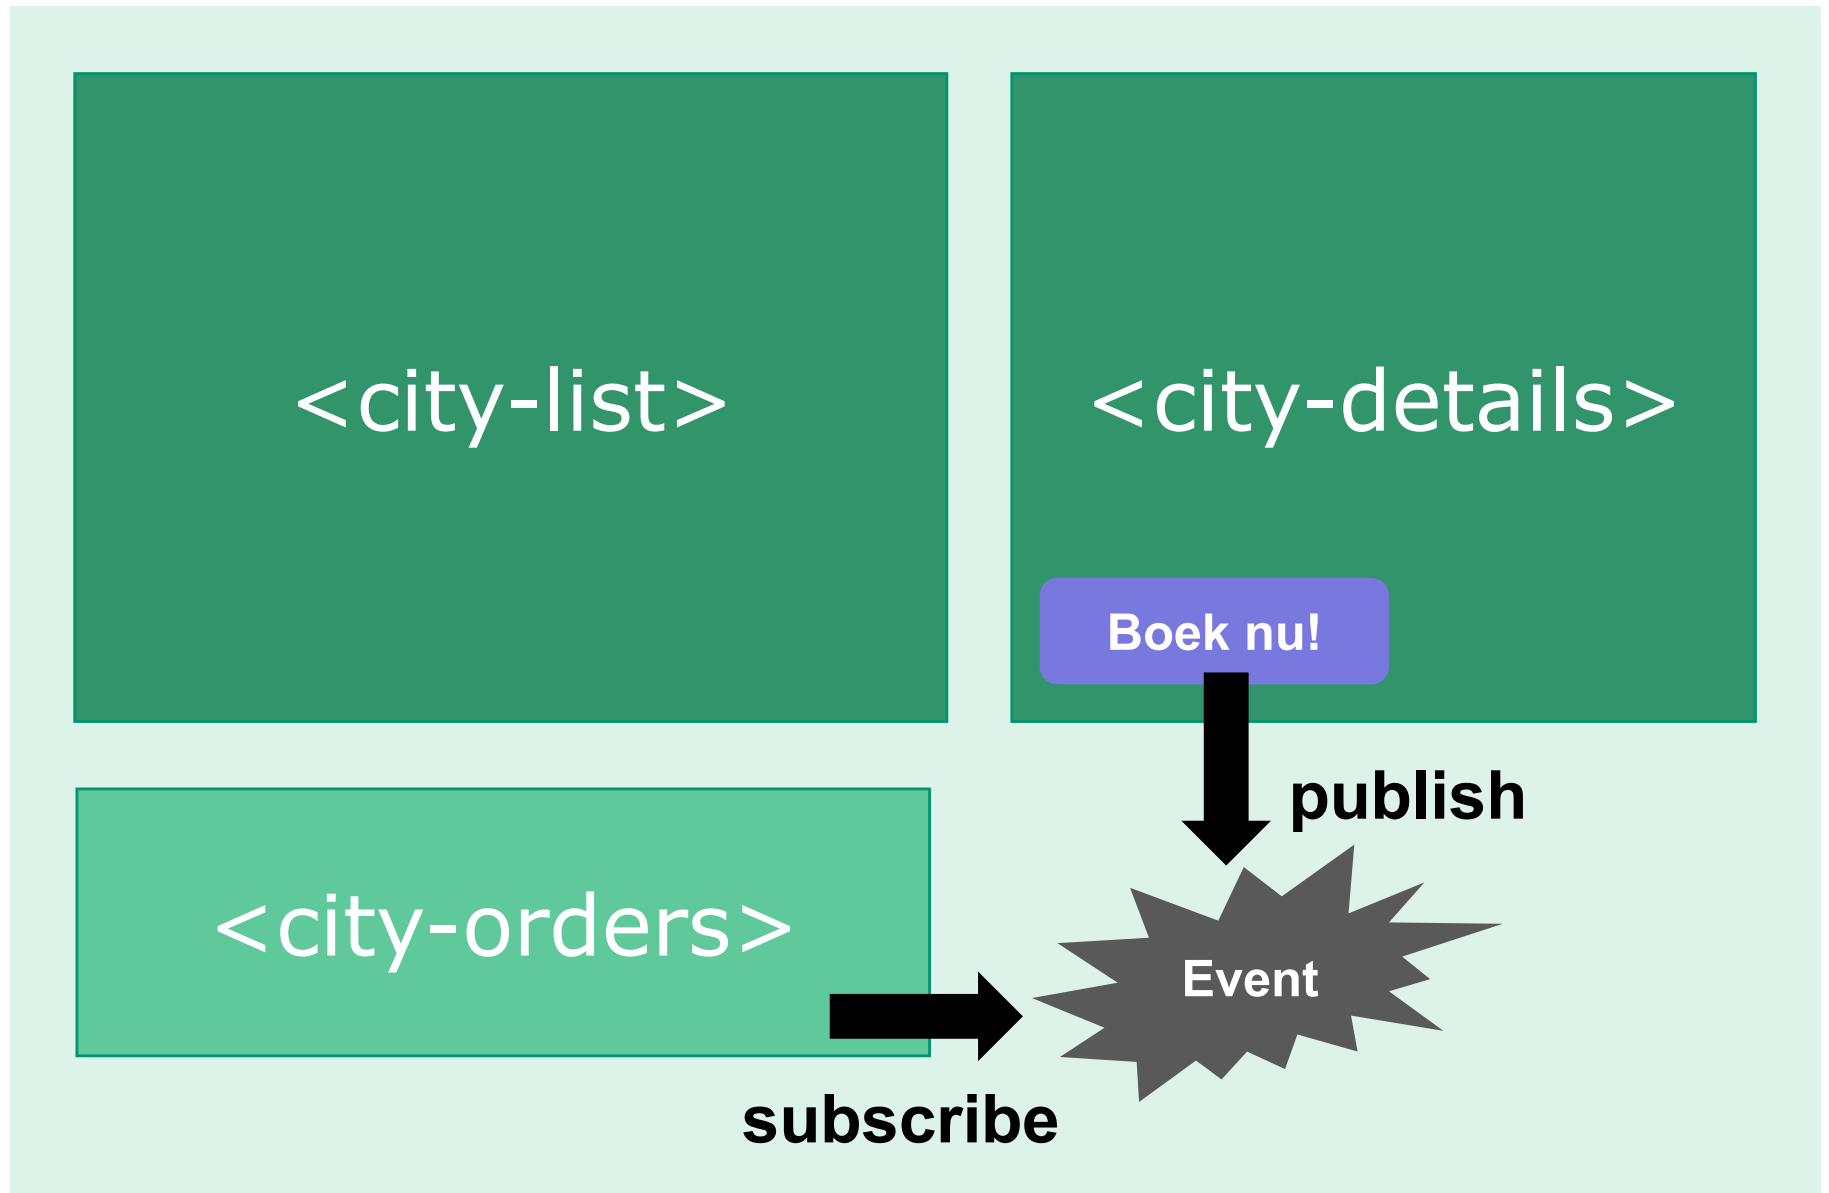 <city-list>
<city-details>
Boek nu!
publish
<city-orders>
Event
subscribe